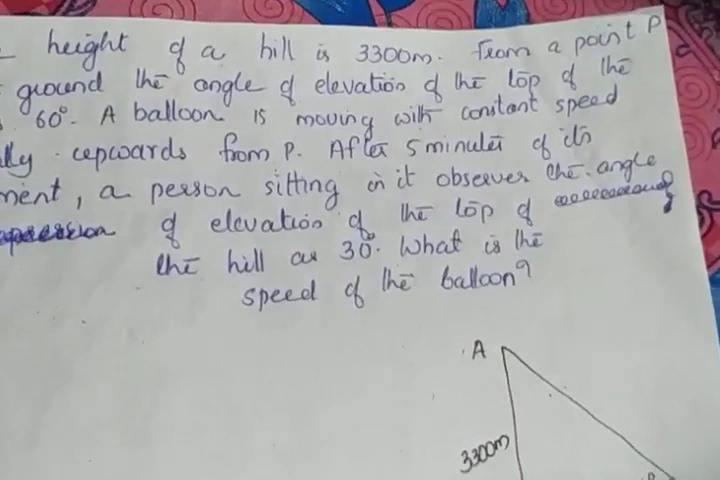 height of a hill is 3300m. From a point P
ground the angle of elevation of the top of the
60°. A balloon is moving with constant speed
lly upwards from P. After 5 minutes of its
ment, a person sitting in it observes the angle
of elevation of the top of
the hill as 30°. What is the
speed of the balloon?
A
3300m